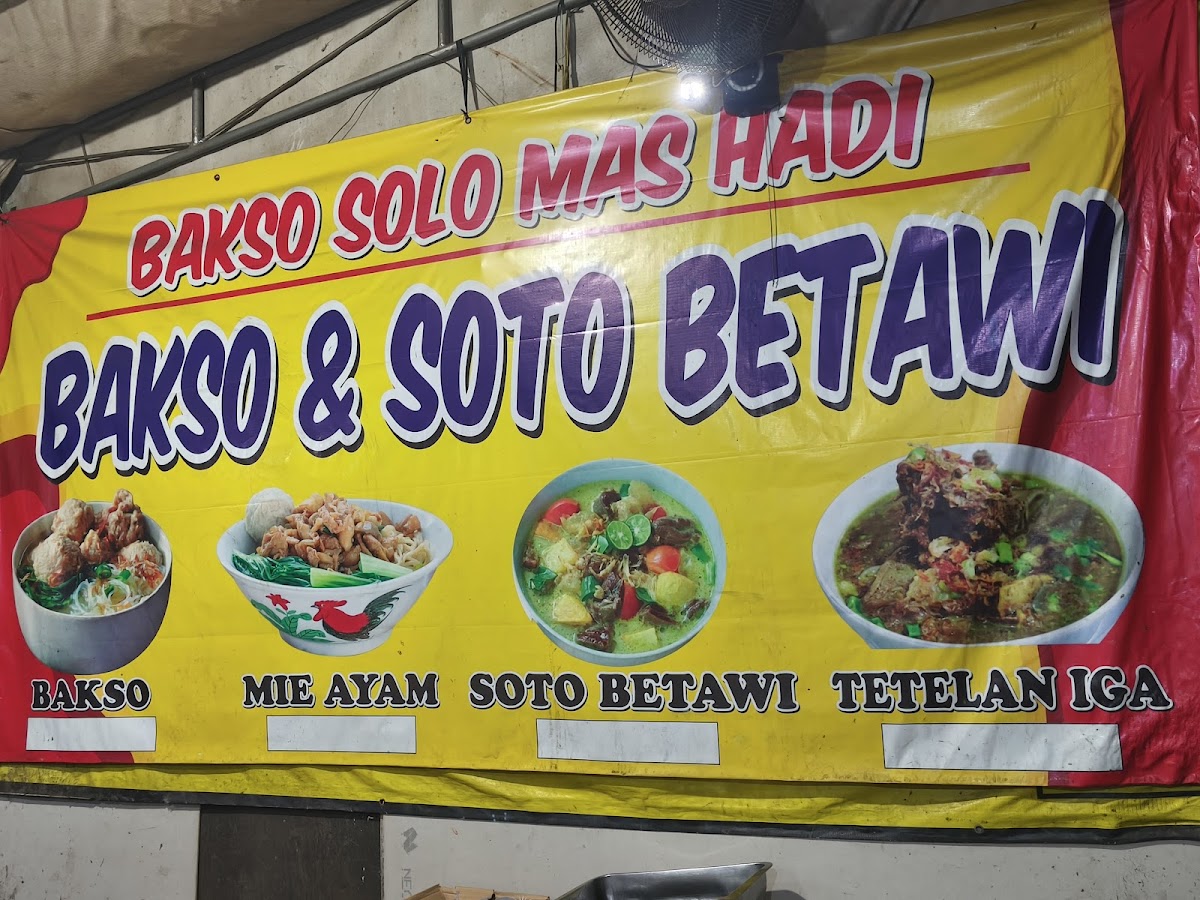 BAKSO SOLO MAS HADI
BAKSO & SOTO BETAWI
BAKSO
MIE AYAM
SOTO BETAWI
TETELAN IGA